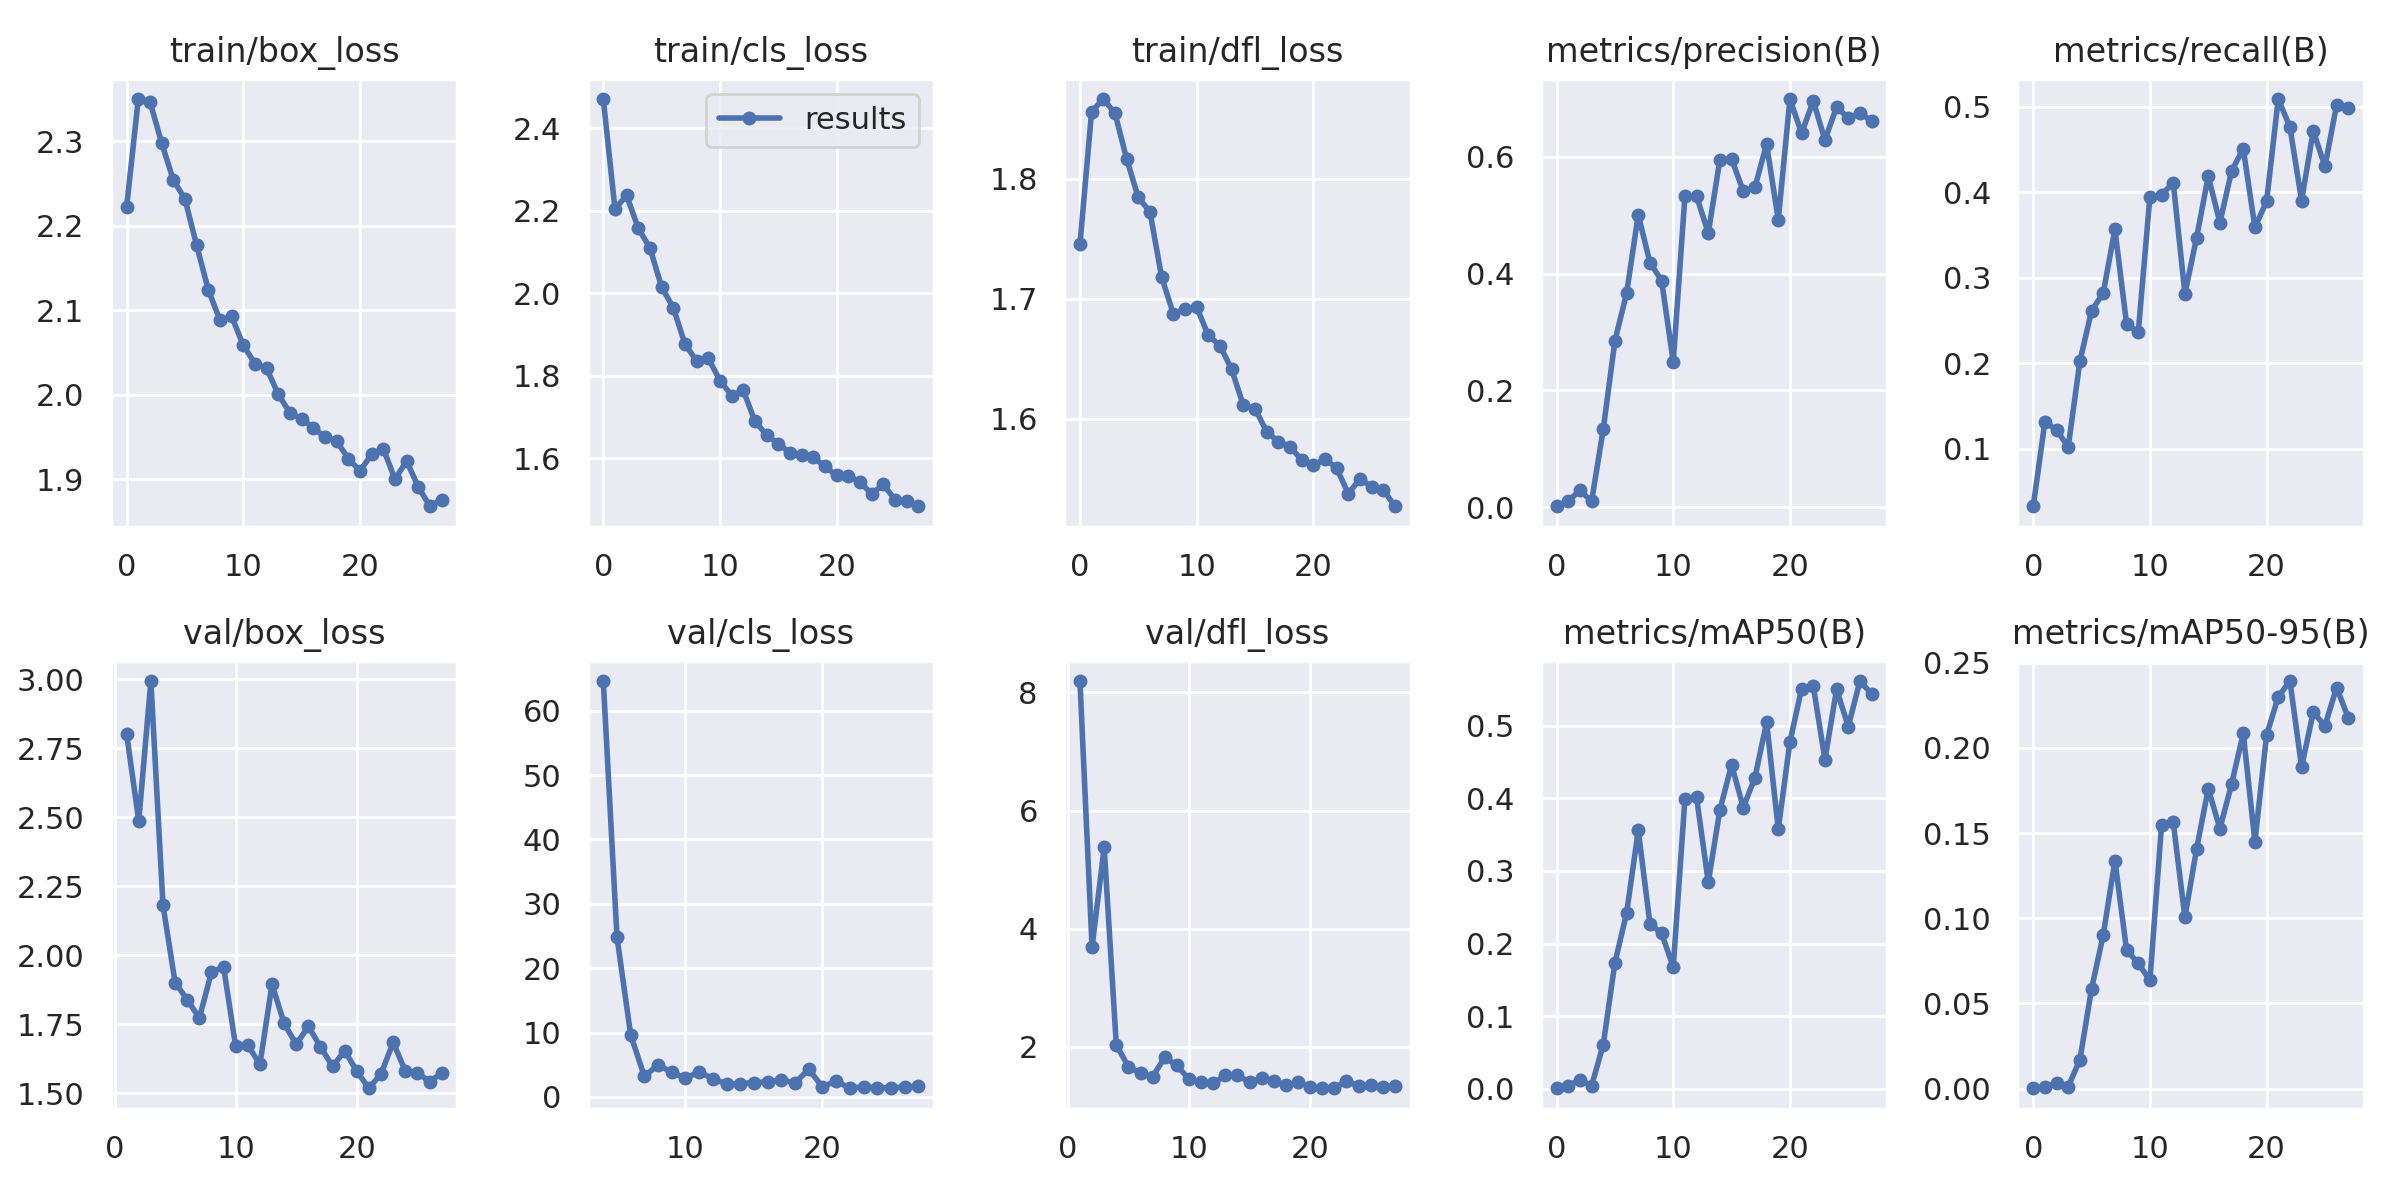 train/box_loss
2.3
2.2
2.1
2.0
1.9
0 10 20
train/cls_loss
results
2.4
2.2
2.0
1.8
1.6
0 10 20
train/dfl_loss
1.8
1.7
1.6
0 10 20
metrics/precision(B)
0.6
0.4
0.2
0.0
0 10 20
metrics/recall(B)
0.5
0.4
0.3
0.2
0.1
0 10 20
val/box_loss
3.00
2.75
2.50
2.25
2.00
1.75
1.50
0 10 20
val/cls_loss
60
50
40
30
20
10
0
10 20
val/dfl_loss
8
6
4
2
0 10 20
metrics/mAP50(B)
0.5
0.4
0.3
0.2
0.1
0.0
0 10 20
metrics/mAP50-95(B)
0.25
0.20
0.15
0.10
0.05
0.00
0 10 20